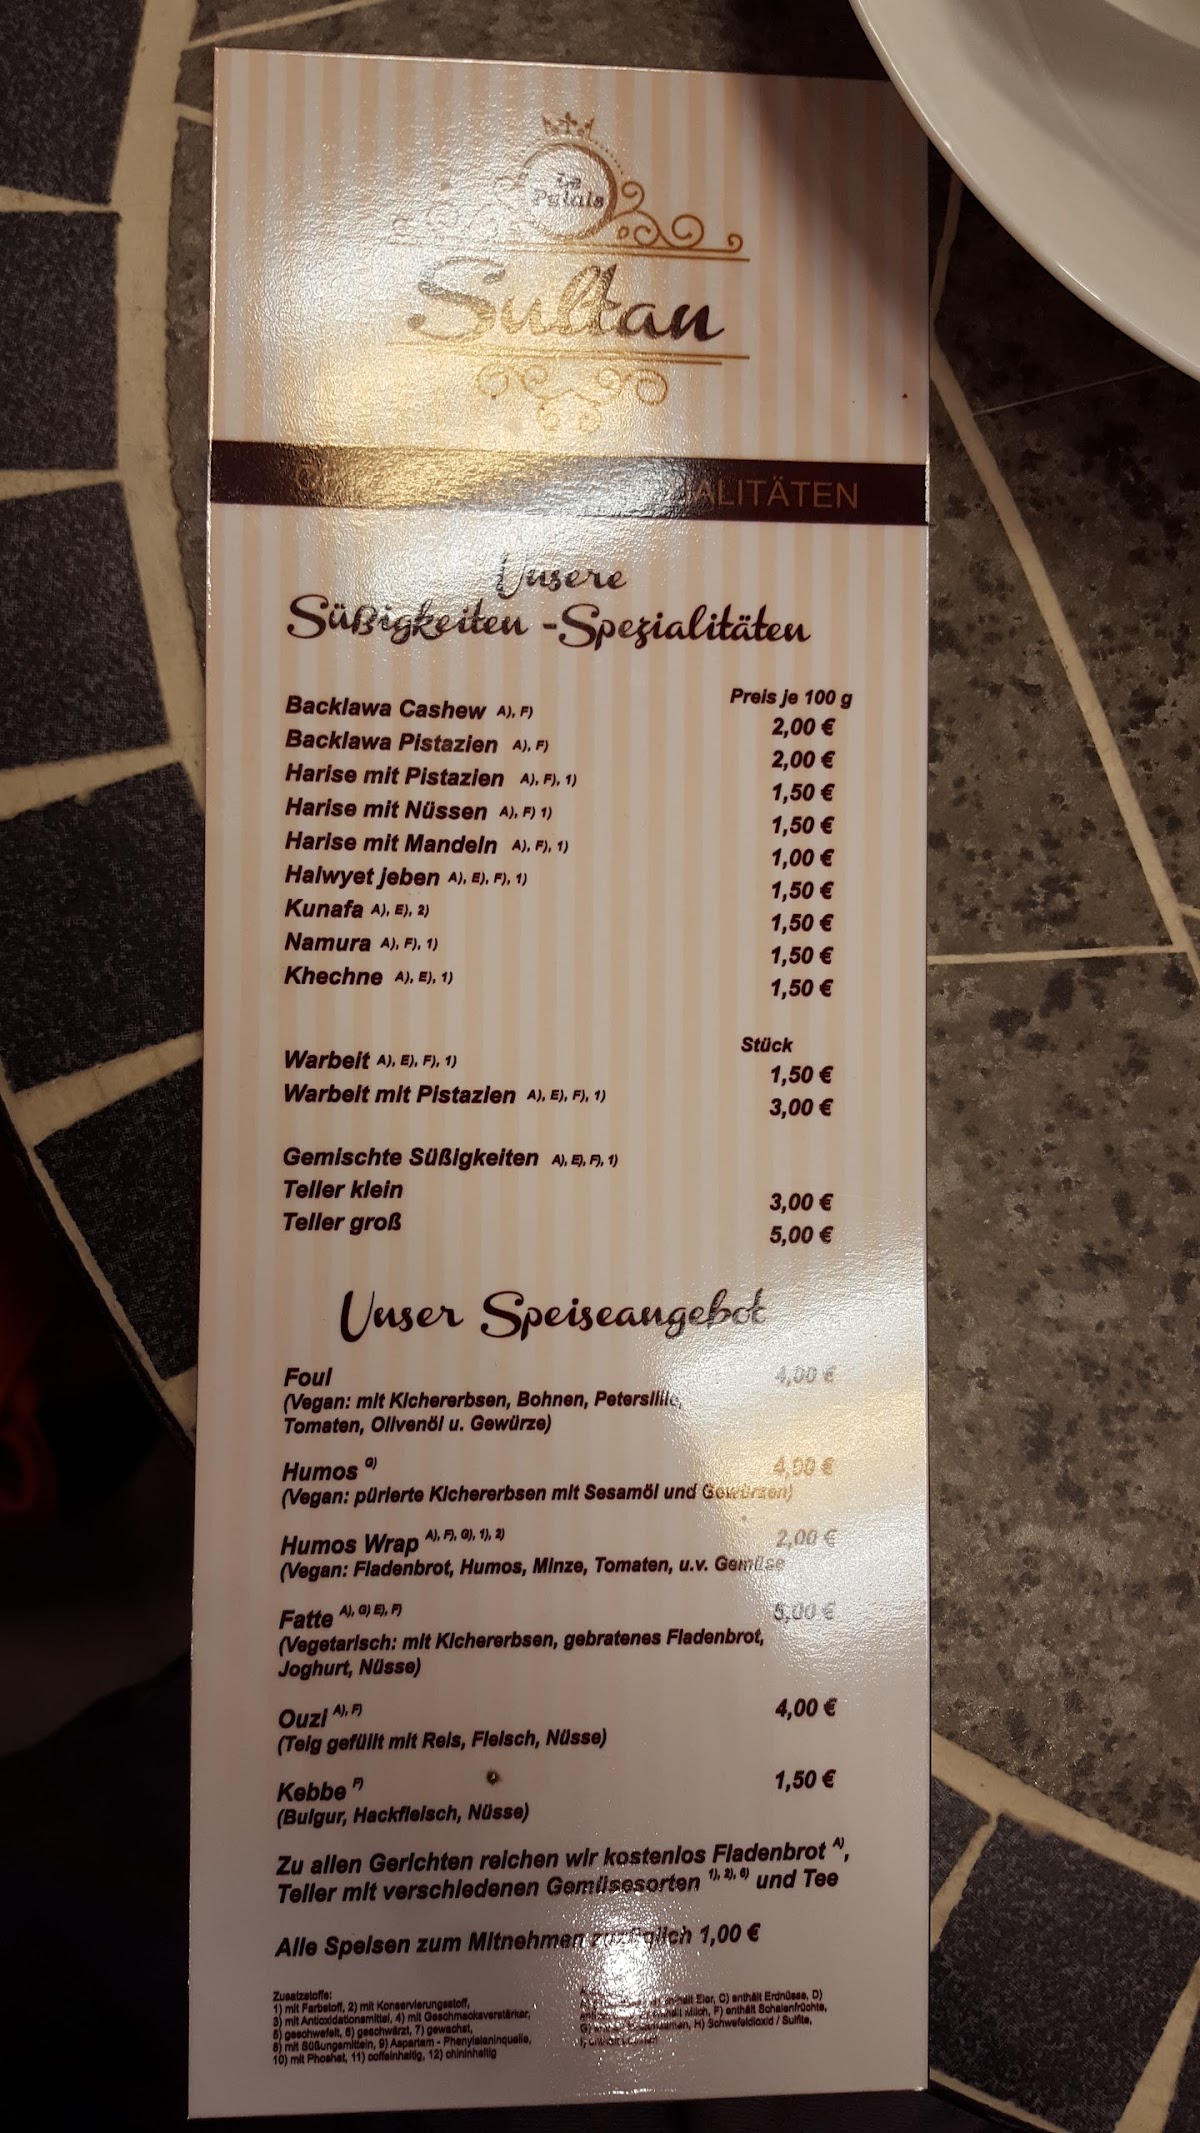 Le
Palais
Sultan
Unsere
Süßigkeiten -Spezialitäten
Preis je 100 g
Backlawa Cashew A), F) 2,00 €
Backlawa Pistazien A), F) 2,00 €
Harise mit Pistazien A), F), 1) 1,50 €
Harise mit Nüssen A), F) 1) 1,50 €
Harise mit Mandeln A), F), 1) 1,00 €
Halwyet jeben A), E), F), 1) 1,50 €
Kunafa A), E), 2) 1,50 €
Namura A), F), 1) 1,50 €
Khechne A), E), 1) 1,50 €
Stück
Warbeit A), E), F), 1) 1,50 €
Warbeit mit Pistazien A), E), F), 1) 3,00 €
Gemischte Süßigkeiten A), E), F), 1)
Teller klein 3,00 €
Teller groß 5,00 €
Unser Speiseangebot
Foul 4,00 €
(Vegan: mit Kichererbsen, Bohnen, Petersilie,
Tomaten, Olivenöl u. Gewürze)
Humos G) 4,00 €
(Vegan: pürierte Kichererbsen mit Sesamöl und Gewürzen)
Humos Wrap A), F), G), 1), 2) 2,00 €
(Vegan: Fladenbrot, Humos, Minze, Tomaten, u.v. Gemüse
Fatte A), G) E), F) 5,00 €
(Vegetarisch: mit Kichererbsen, gebratenes Fladenbrot,
Joghurt, Nüsse)
Ouzi A), F) 4,00 €
(Teig gefüllt mit Reis, Fleisch, Nüsse)
Kebbe F) 1,50 €
(Bulgur, Hackfleisch, Nüsse)
Zu allen Gerichten reichen wir kostenlos Fladenbrot A),
Teller mit verschiedenen Gemüsesorten 1), 2), 6) und Tee
Alle Speisen zum Mitnehmen zuzüglich 1,00 €
Zusatzstoffe:
1) mit Farbstoff, 2) mit Konservierungsstoff,
3) mit Antioxidationsmittel, 4) mit Geschmacksverstärker,
5) geschwefelt, 6) geschwärzt, 7) gewachst,
8) mit Süßungsmitteln, 9) Aspartam - Phenylalaninquelle,
10) mit Phoshat, 11) coffeinhaltig, 12) chininhaltig
Eier, C) enthält Erdnüsse, D)
Milch, F) enthält Schalenfrüchte,
H) Schwefeldioxid / Sulfite,